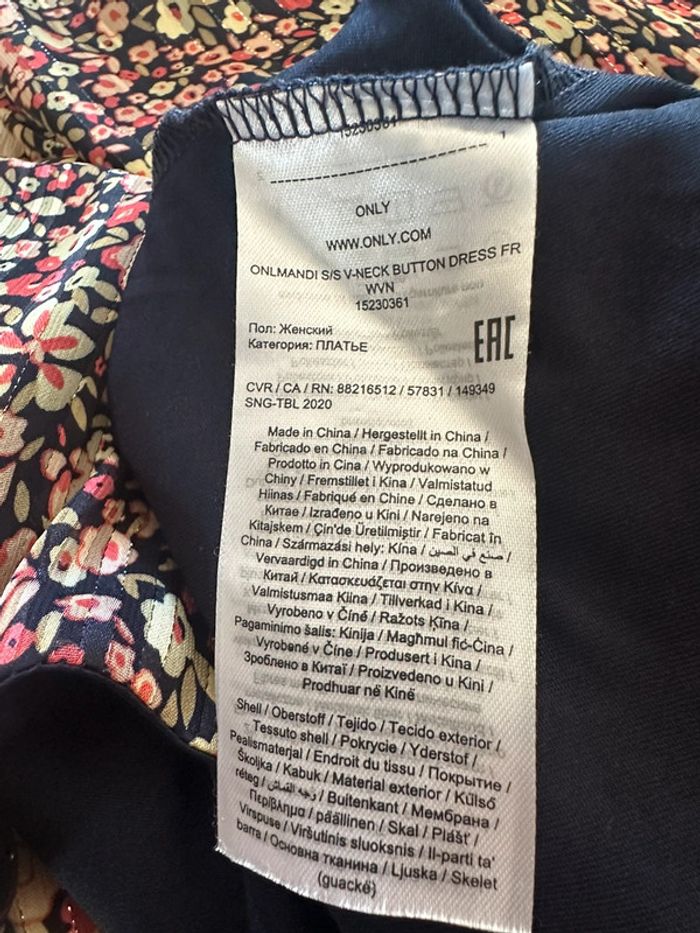 15230361
ONLY
WWW.ONLY.COM
ONLMANDI S/S V-NECK BUTTON DRESS FR
WVN
15230361
Пол: Женский
Категория: ПЛАТЬЕ
EAC
CVR / CA / RN: 88216512 / 57831 / 149349
SNG-TBL 2020
Made in China / Hergestellt in China /
Fabricado en China / Fabricado na China /
Prodotto in Cina / Wyprodukowano w
Chiny / Fremstillet i Kina / Valmistatud
Hiinas / Fabriqué en Chine / Сделано в
Китае / Izrađeno u Kini / Narejeno na
Kitajskem / Çin'de Üretilmiştir / Fabricat în
China / Származási hely: Kína / صنع في الصين /
Vervaardigd in China / Произведено в
Китай / Κατασκευάζεται στην Κίνα /
Valmistusmaa Kiina / Tillverkad i Kina /
Vyrobeno v Číně / Ražots Ķīna /
Pagaminimo šalis: Kinija / Magħmul fiċ-Ċina /
Vyrobené v Číne / Produsert i Kina /
Зроблено в Китаї / Proizvedeno u Kini /
Prodhuar në Kinë
Shell / Oberstoff / Tejido / Tecido exterior /
Tessuto shell / Pokrycie / Yderstof /
Pealismaterjal / Endroit du tissu / Покрытие /
Školjka / Kabuk / Material exterior / Külső
réteg / وجه القماش / Buitenkant / Мембрана /
Περίβλημα / päällinen / Skal / Plášť /
Virspuse / Viršutinis sluoksnis / Il-parti ta'
barra / Основна тканина / Ljuska / Skelet
(guackë)